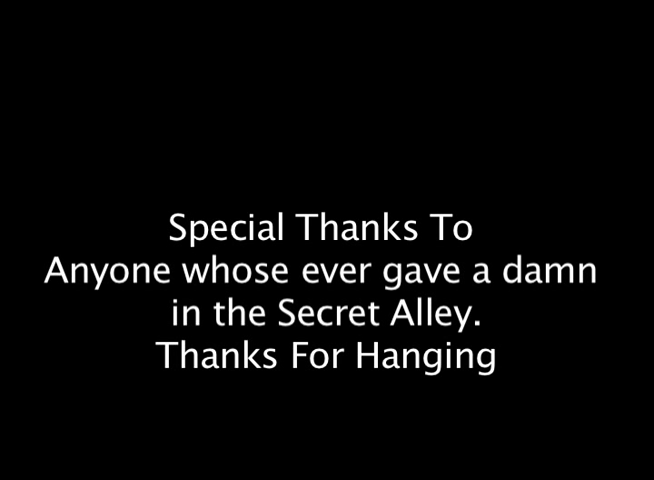 Special Thanks To
Anyone whose ever gave a damn
in the Secret Alley.
Thanks For Hanging